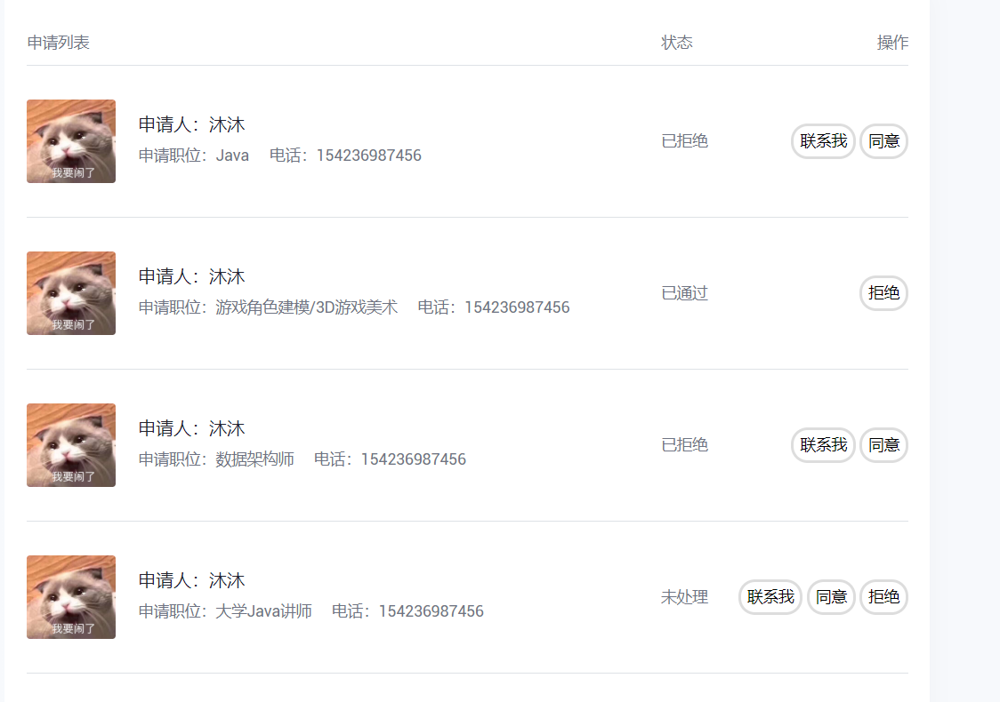 申请列表 状态 操作
申请人：沐沐
申请职位：Java 电话：154236987456
已拒绝 联系我 同意
我要闹了
申请人：沐沐
申请职位：游戏角色建模/3D游戏美术 电话：154236987456
已通过 拒绝
我要闹了
申请人：沐沐
申请职位：数据架构师 电话：154236987456
已拒绝 联系我 同意
我要闹了
申请人：沐沐
申请职位：大学Java讲师 电话：154236987456
未处理 联系我 同意 拒绝
我要闹了